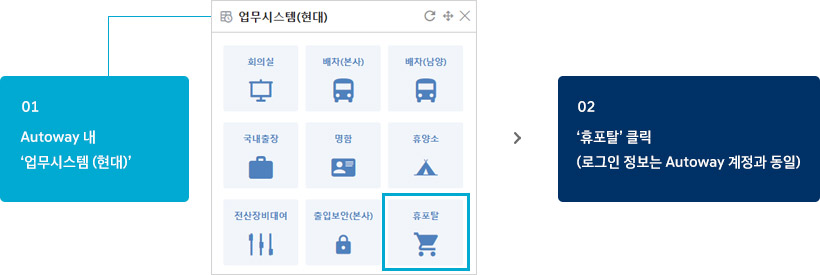 업무시스템(현대)
01
Autoway 내
‘업무시스템 (현대)’
회의실
배차(본사)
배차(남양)
국내출장
명함
휴양소
전산장비대여
출입보안(본사)
휴포탈
02
‘휴포탈’ 클릭
(로그인 정보는 Autoway 계정과 동일)